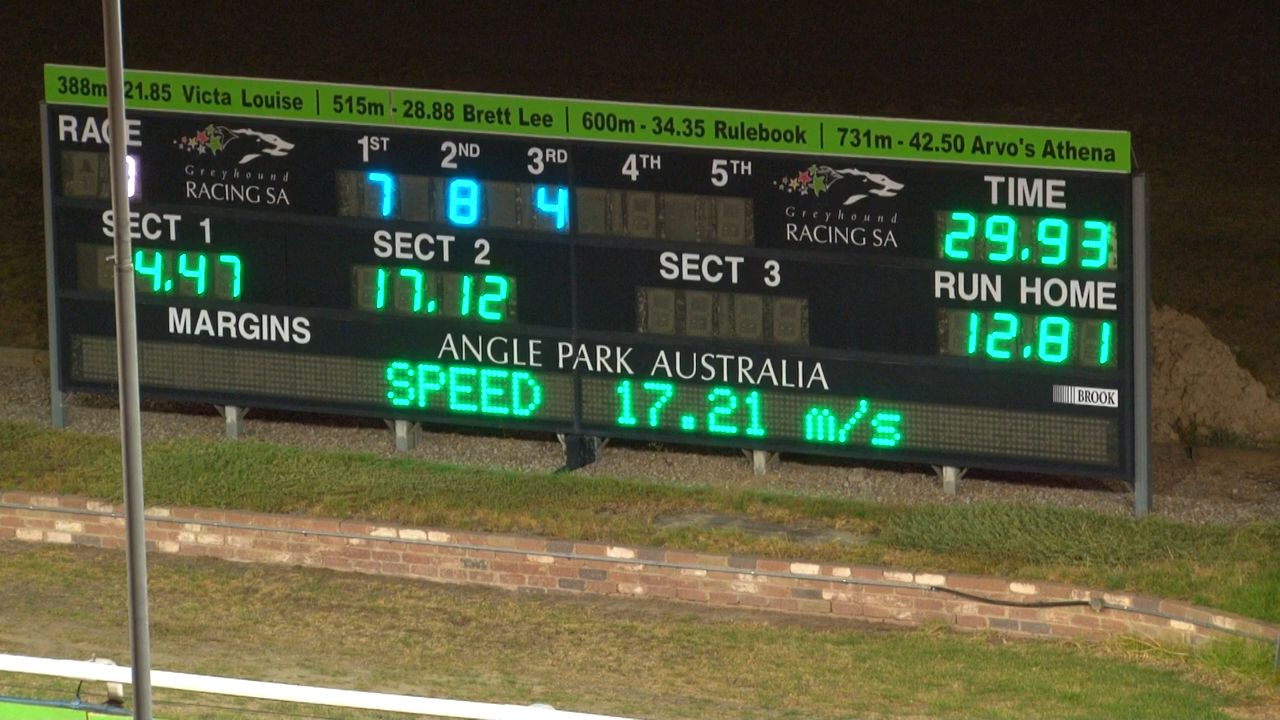 388m 21.85 Victa Louise | 515m - 28.88 Brett Lee | 600m - 34.35 Rulebook | 731m - 42.50 Arvo's Athena
RACE
Greyhound
RACING SA
1ST 2ND 3RD 4TH 5TH
7 8 4
Greyhound
RACING SA
TIME
29.93
SECT 1
4.47
SECT 2
17.12
SECT 3
RUN HOME
12.81
MARGINS
ANGLE PARK AUSTRALIA
BROOK
SPEED 17.21 m/s